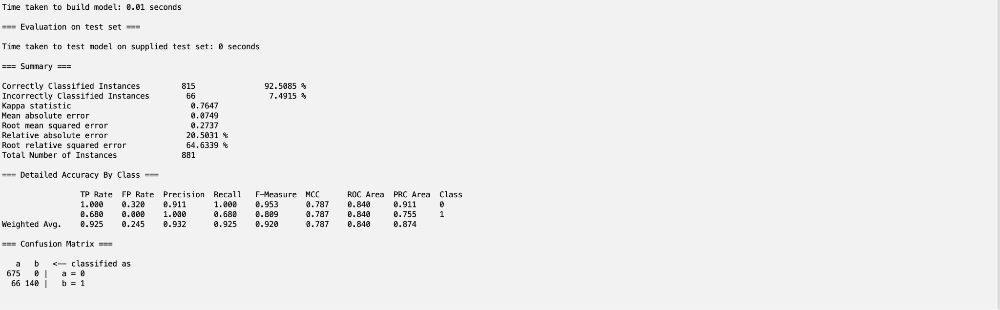 Time taken to build model: 0.01 seconds

=== Evaluation on test set ===

Time taken to test model on supplied test set: 0 seconds

=== Summary ===

Correctly Classified Instances         815               92.5085 %
Incorrectly Classified Instances        66                7.4915 %
Kappa statistic                          0.7647
Mean absolute error                      0.0749
Root mean squared error                  0.2737
Relative absolute error                 20.5031 %
Root relative squared error             64.6339 %
Total Number of Instances              881

=== Detailed Accuracy By Class ===

                 TP Rate  FP Rate  Precision  Recall   F-Measure  MCC      ROC Area  PRC Area  Class
                 1.000    0.320    0.911      1.000    0.953      0.787    0.840     0.911     0
                 0.680    0.000    1.000      0.680    0.809      0.787    0.840     0.755     1
Weighted Avg.    0.925    0.245    0.932      0.925    0.920      0.787    0.840     0.874

=== Confusion Matrix ===

   a   b   <-- classified as
 675   0 |   a = 0
  66 140 |   b = 1